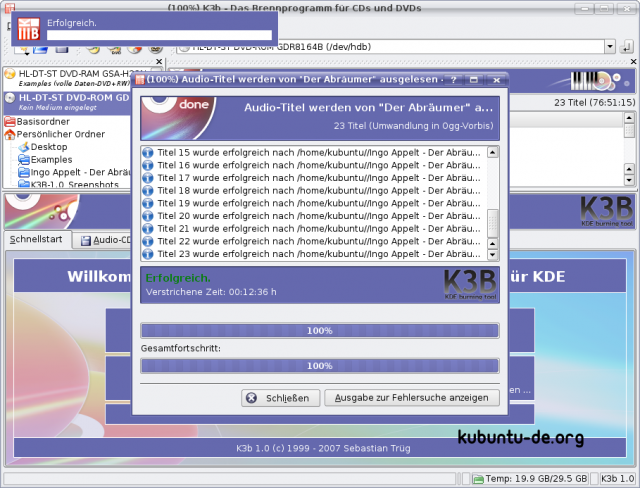 (100%) K3b - Das Brennprogramm für CDs und DVDs
Erfolgreich.
HL-DT-ST DVD-ROM GDR8164B (/dev/hdb)
HL-DT-ST DVD-RAM GSA-H
Examples (volle Daten-DVD+RW)
HL-DT-ST DVD-ROM GD
Kein Medium eingelegt
Basisordner
Persönlicher Ordner
Desktop
Examples
Ingo Appelt - Der Abräu
K3B-1.0_Sreenshots
23 Titel (76:51:15)
(100%) Audio-Titel werden von "Der Abräumer" ausgelesen -
done
Audio-Titel werden von "Der Abräumer" a...
23 Titel (Umwandlung in Ogg-Vorbis)
Titel 15 wurde erfolgreich nach /home/kubuntu//Ingo Appelt - Der Abräu...
Titel 16 wurde erfolgreich nach /home/kubuntu//Ingo Appelt - Der Abräu...
Titel 17 wurde erfolgreich nach /home/kubuntu//Ingo Appelt - Der Abräu...
Titel 18 wurde erfolgreich nach /home/kubuntu//Ingo Appelt - Der Abräu...
Titel 19 wurde erfolgreich nach /home/kubuntu//Ingo Appelt - Der Abräu...
Titel 20 wurde erfolgreich nach /home/kubuntu//Ingo Appelt - Der Abräu...
Titel 21 wurde erfolgreich nach /home/kubuntu//Ingo Appelt - Der Abräu...
Titel 22 wurde erfolgreich nach /home/kubuntu//Ingo Appelt - Der Abräu...
Titel 23 wurde erfolgreich nach /home/kubuntu//Ingo Appelt - Der Abräu...
Erfolgreich.
Verstrichene Zeit: 00:12:36 h
K3B
KDE burning tool
100%
Gesamtfortschritt:
100%
Schließen
Ausgabe zur Fehlersuche anzeigen
K3B
Schnellstart
Audio-CD
Willkom
ür KDE
en ...
K3b 1.0 (c) 1999 - 2007 Sebastian Trüg
kubuntu-de.org
Temp: 19.9 GB/29.5 GB
K3b 1.0